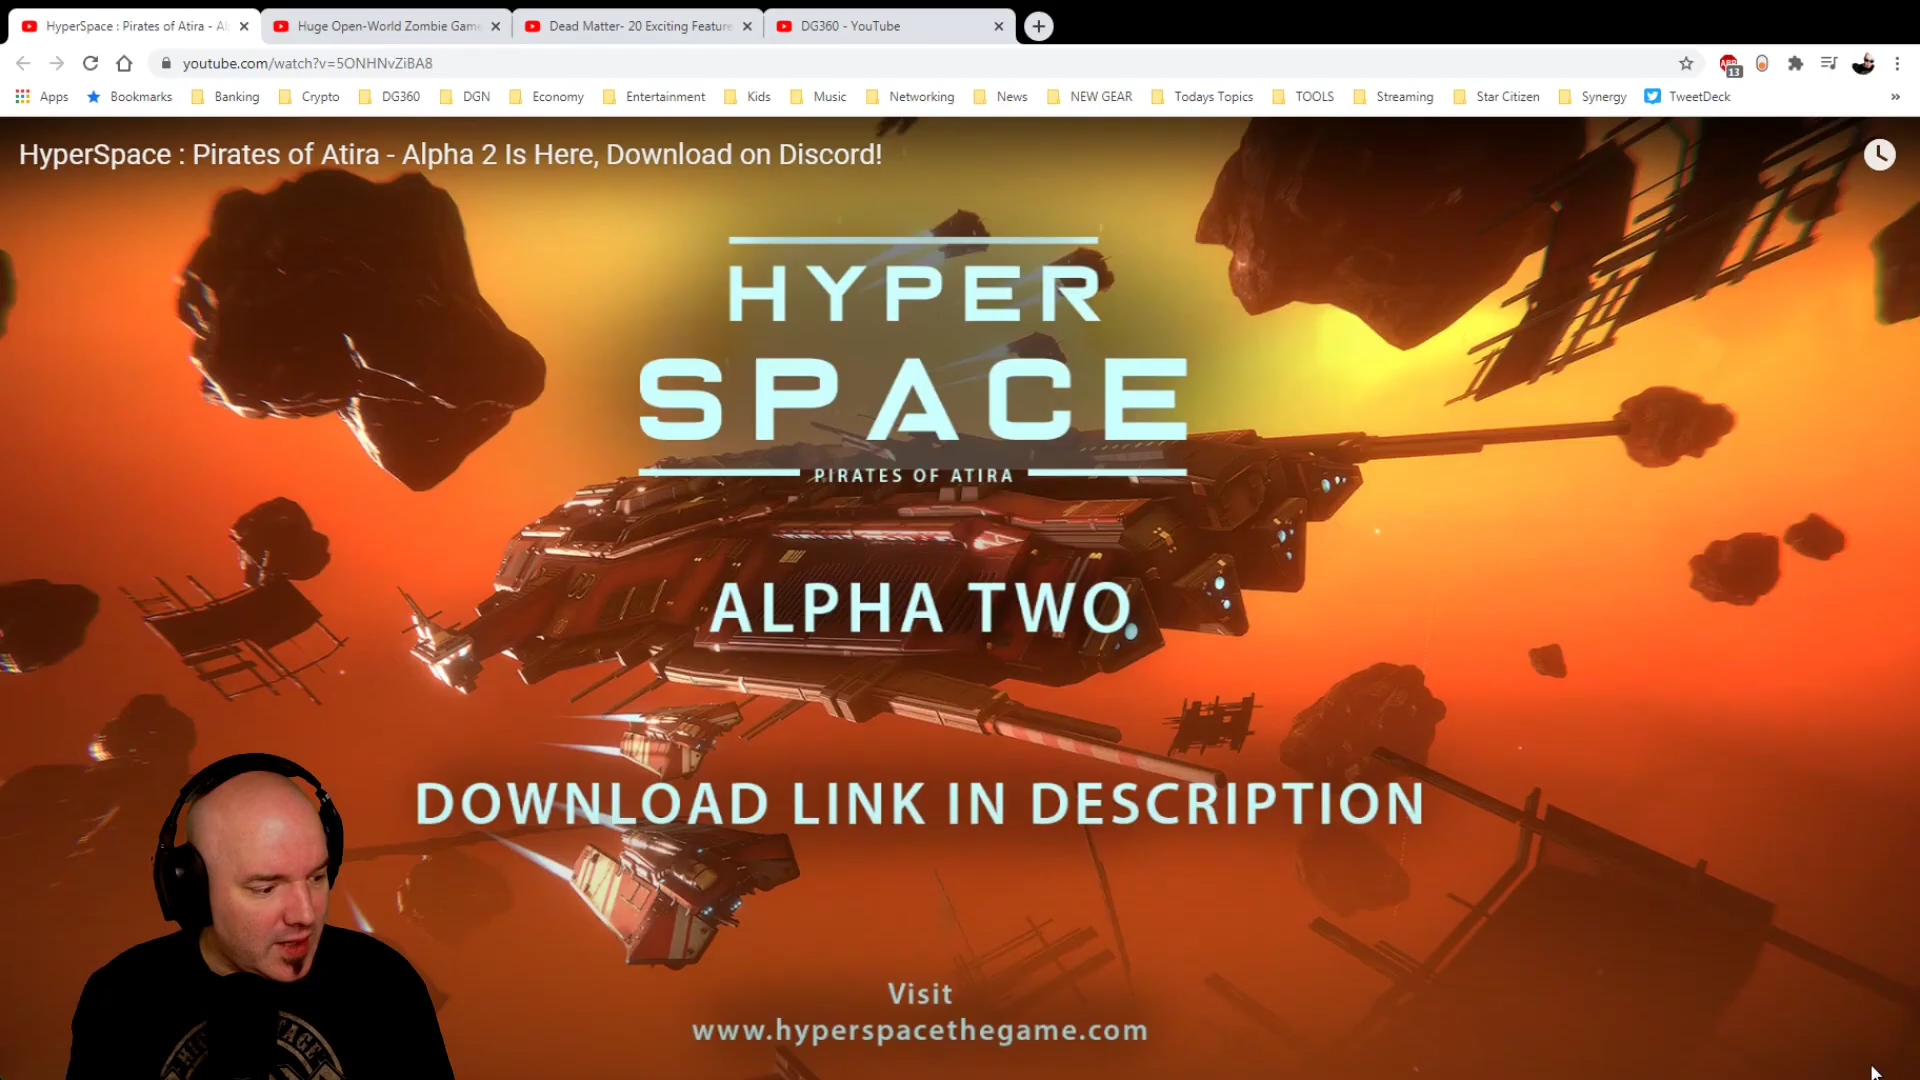 HyperSpace : Pirates of Atira - Al
Huge Open-World Zombie Game
Dead Matter- 20 Exciting Feature
DG360 - YouTube
youtube.com/watch?v=5ONHNvZiBA8
ABP
13
Apps
Bookmarks
Banking
Crypto
DG360
DGN
Economy
Entertainment
Kids
Music
Networking
News
NEW GEAR
Todays Topics
TOOLS
Streaming
Star Citizen
Synergy
TweetDeck
HyperSpace : Pirates of Atira - Alpha 2 Is Here, Download on Discord!
HYPER
SPACE
PIRATES OF ATIRA
ALPHA TWO
DOWNLOAD LINK IN DESCRIPTION
Visit
www.hyperspacethegame.com